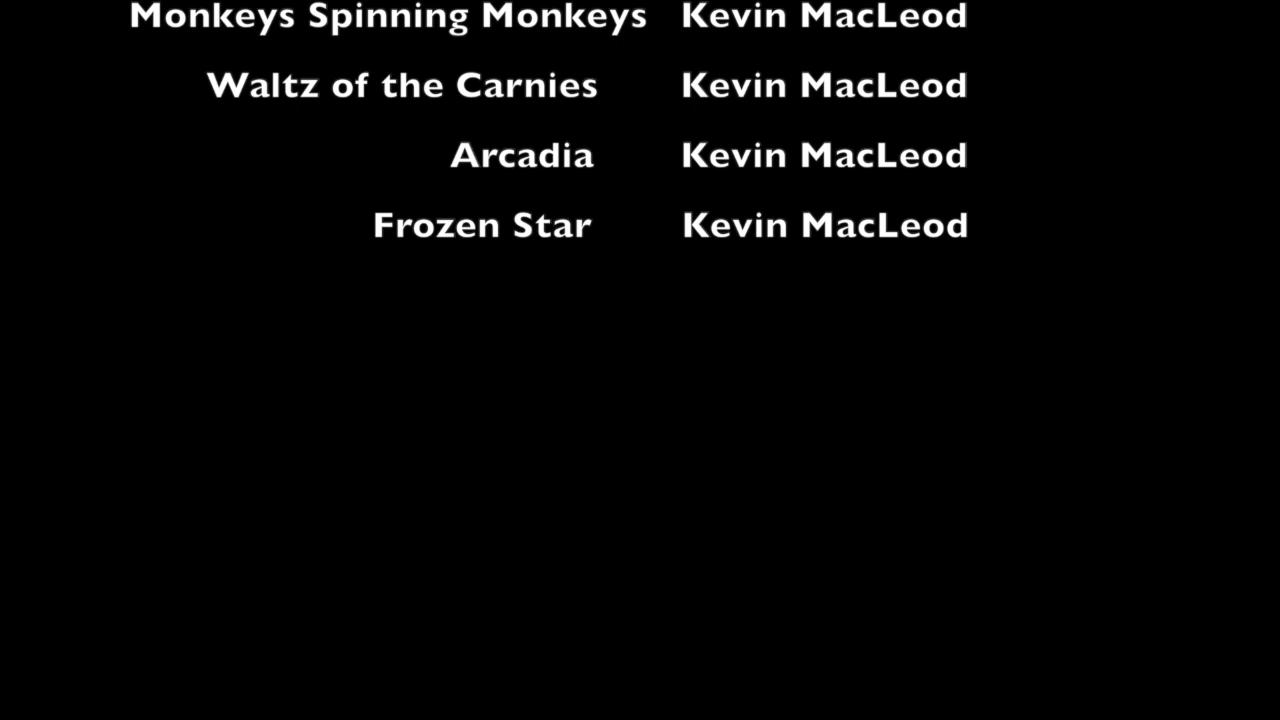 Monkeys Spinning Monkeys Kevin MacLeod
Waltz of the Carnies Kevin MacLeod
Arcadia Kevin MacLeod
Frozen Star Kevin MacLeod